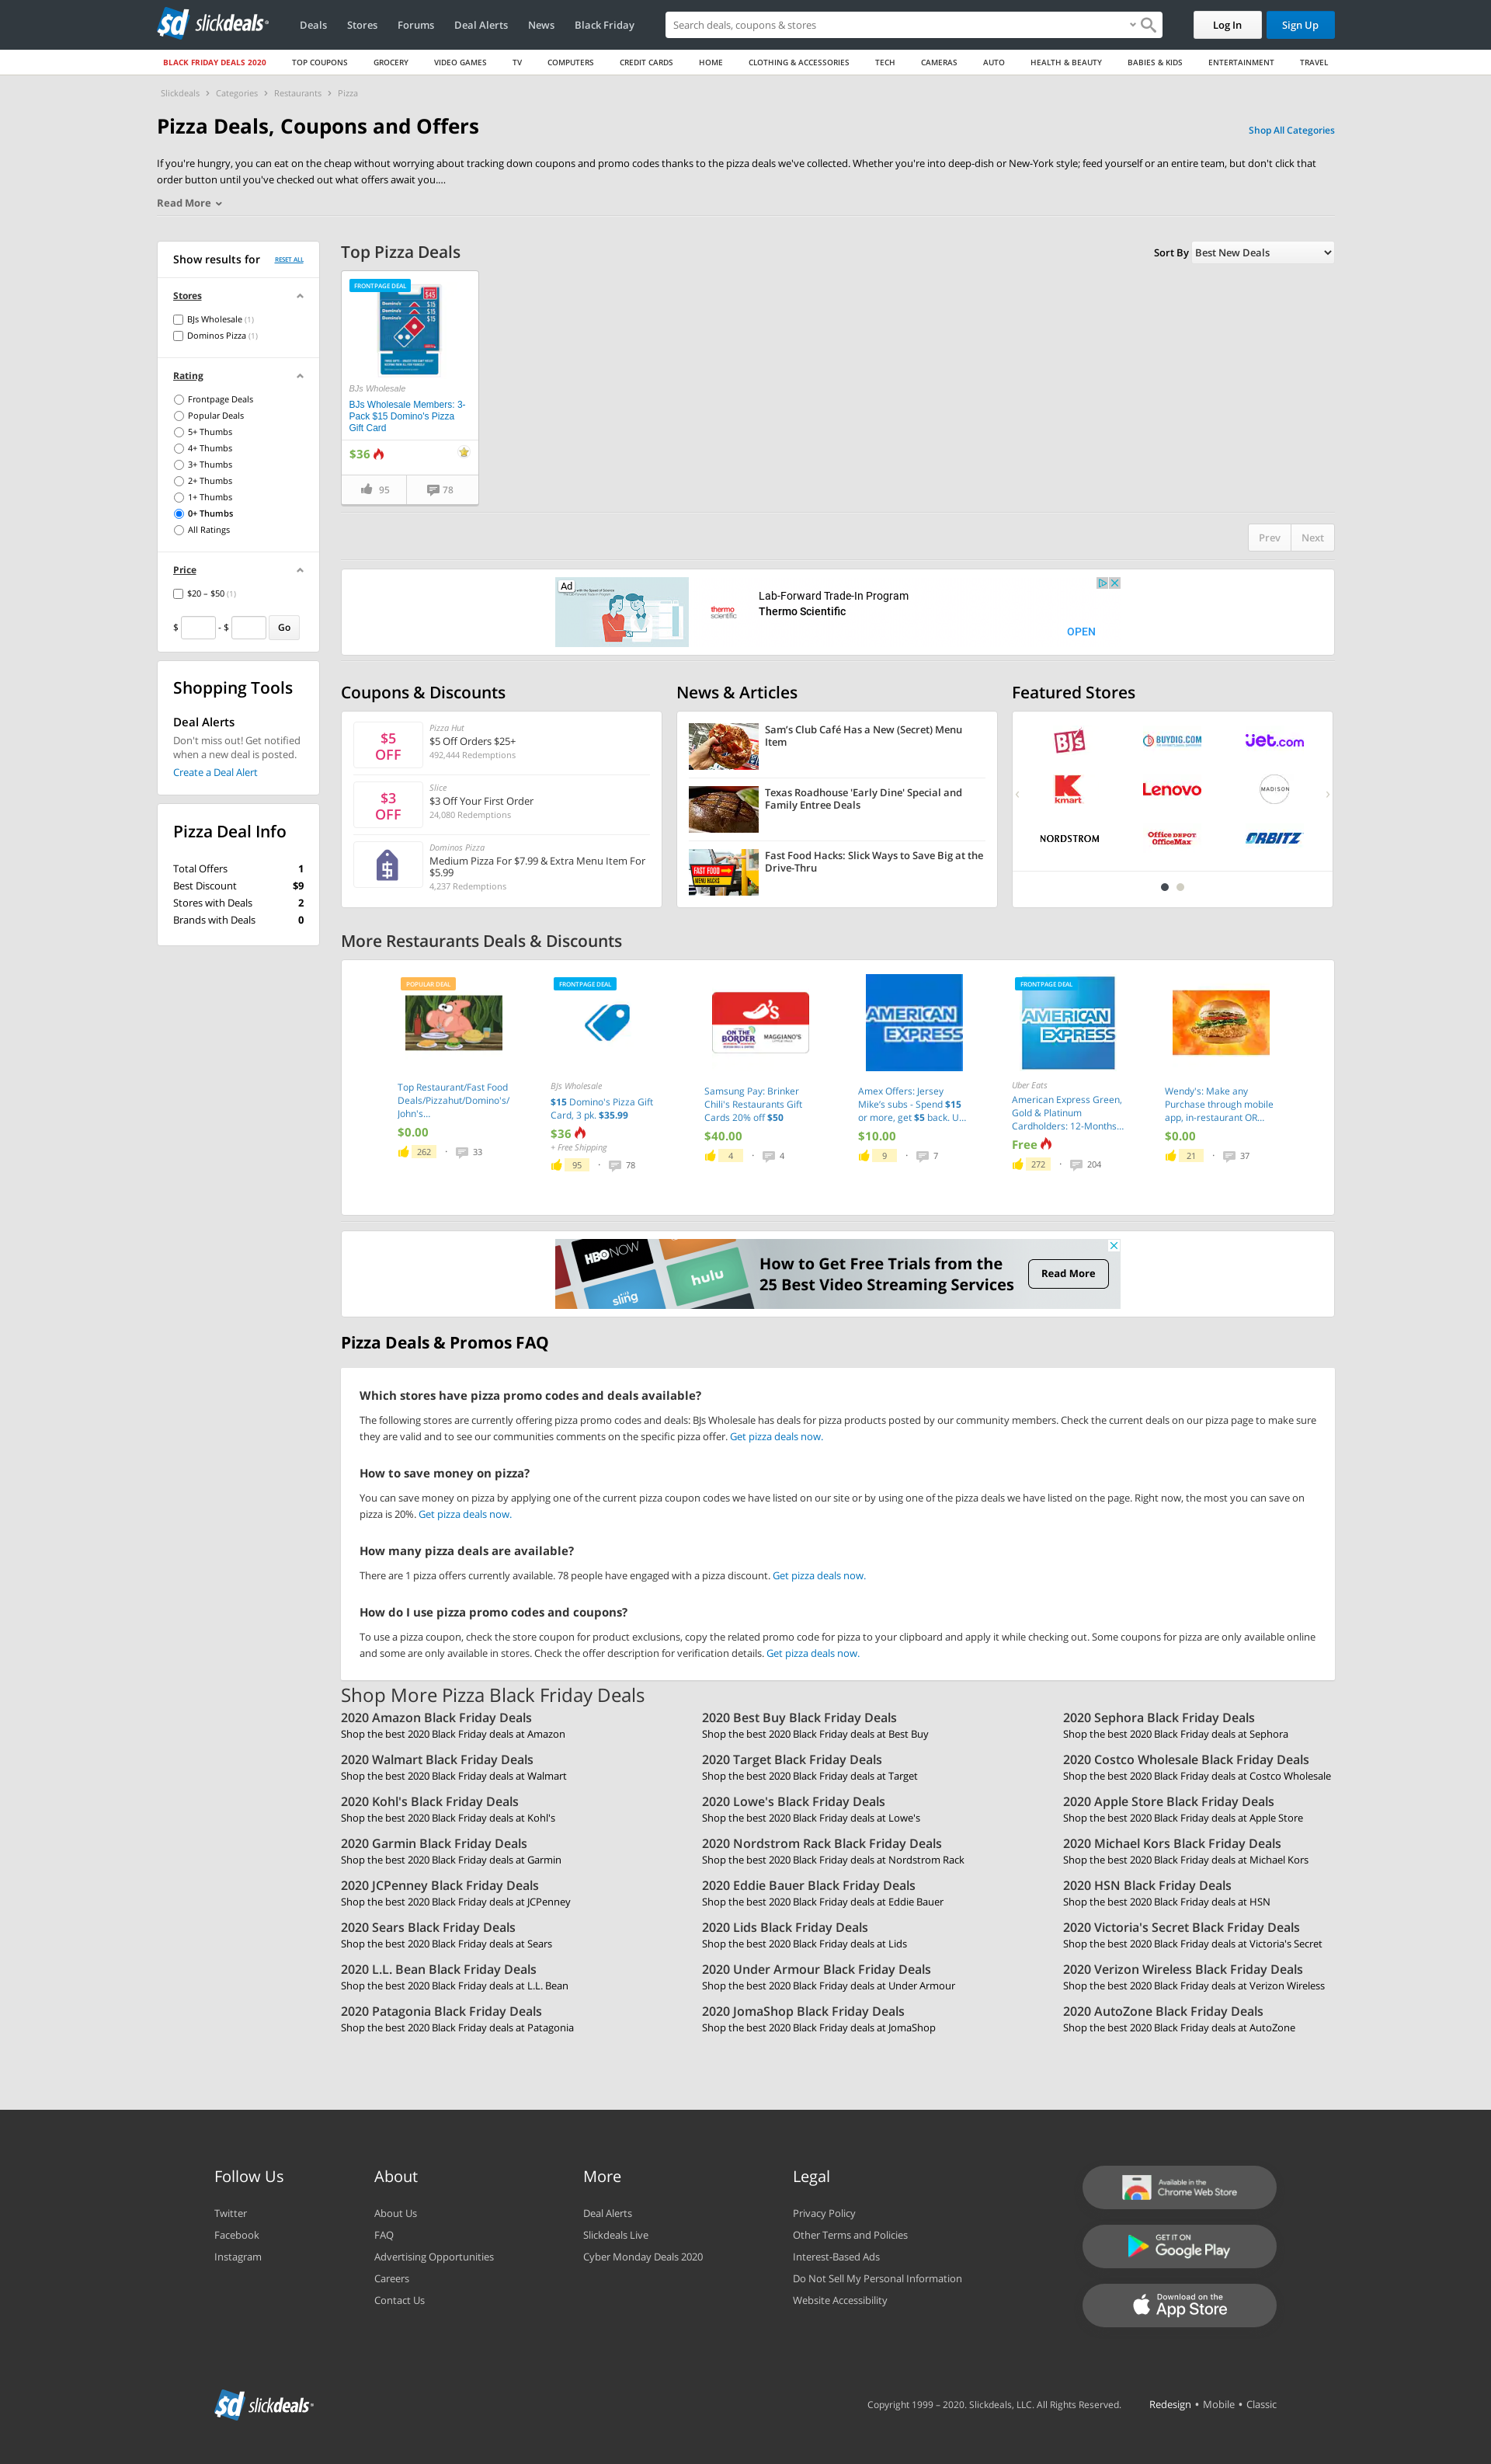 sd slickdeals
Deals
Stores
Forums
Deal Alerts
News
Black Friday
Search deals, coupons & stores
Log In
Sign Up
BLACK FRIDAY DEALS 2020
TOP COUPONS
GROCERY
VIDEO GAMES
TV
COMPUTERS
CREDIT CARDS
HOME
CLOTHING & ACCESSORIES
TECH
CAMERAS
AUTO
HEALTH & BEAUTY
BABIES & KIDS
ENTERTAINMENT
TRAVEL
Slickdeals › Categories › Restaurants › Pizza
Pizza Deals, Coupons and Offers
Shop All Categories
If you're hungry, you can eat on the cheap without worrying about tracking down coupons and promo codes thanks to the pizza deals we've collected. Whether you're into deep-dish or New-York style; feed yourself or an entire team, but don't click that
order button until you've checked out what offers await you....
Read More
Show results for
RESET ALL
Stores
BJs Wholesale (1)
Dominos Pizza (1)
Rating
Frontpage Deals
Popular Deals
5+ Thumbs
4+ Thumbs
3+ Thumbs
2+ Thumbs
1+ Thumbs
0+ Thumbs
All Ratings
Price
$20 – $50 (1)
$ - $ Go
Shopping Tools
Deal Alerts
Don't miss out! Get notified
when a new deal is posted.
Create a Deal Alert
Pizza Deal Info
Total Offers 1
Best Discount $9
Stores with Deals 2
Brands with Deals 0
Top Pizza Deals
Sort By Best New Deals
FRONTPAGE DEAL
$45
Domino's $15
Domino's $15
Domino's $15
BJs Wholesale
BJs Wholesale Members: 3-
Pack $15 Domino's Pizza
Gift Card
$36
95
78
Prev
Next
Ad
thermo
scientific
Lab-Forward Trade-In Program
Thermo Scientific
OPEN
Coupons & Discounts
$5
OFF
Pizza Hut
$5 Off Orders $25+
492,444 Redemptions
$3
OFF
Slice
$3 Off Your First Order
24,080 Redemptions
Dominos Pizza
Medium Pizza For $7.99 & Extra Menu Item For
$5.99
4,237 Redemptions
News & Articles
Sam's Club Café Has a New (Secret) Menu
Item
Texas Roadhouse 'Early Dine' Special and
Family Entree Deals
FAST FOOD
MENU HACKS
Fast Food Hacks: Slick Ways to Save Big at the
Drive-Thru
Featured Stores
BJ's
BUYDIG.COM
jet.com
K
kmart
Lenovo
MADISON
NORDSTROM
Office DEPOT
OfficeMax
ORBITZ
More Restaurants Deals & Discounts
POPULAR DEAL
Top Restaurant/Fast Food
Deals/Pizzahut/Domino's/
John's...
$0.00
262 · 33
FRONTPAGE DEAL
BJs Wholesale
$15 Domino's Pizza Gift
Card, 3 pk. $35.99
$36
+ Free Shipping
95 · 78
chili's
ON THE
BORDER
MAGGIANO'S
Samsung Pay: Brinker
Chili's Restaurants Gift
Cards 20% off $50
$40.00
4 · 4
AMERICAN
EXPRESS
Amex Offers: Jersey
Mike's subs - Spend $15
or more, get $5 back. U...
$10.00
9 · 7
FRONTPAGE DEAL
AMERICAN
EXPRESS
Uber Eats
American Express Green,
Gold & Platinum
Cardholders: 12-Months...
Free
272 · 204
Wendy's: Make any
Purchase through mobile
app, in-restaurant OR...
$0.00
21 · 37
HBO NOW
hulu
sling
How to Get Free Trials from the
25 Best Video Streaming Services
Read More
Pizza Deals & Promos FAQ
Which stores have pizza promo codes and deals available?
The following stores are currently offering pizza promo codes and deals: BJs Wholesale has deals for pizza products posted by our community members. Check the current deals on our pizza page to make sure
they are valid and to see our communities comments on the specific pizza offer. Get pizza deals now.
How to save money on pizza?
You can save money on pizza by applying one of the current pizza coupon codes we have listed on our site or by using one of the pizza deals we have listed on the page. Right now, the most you can save on
pizza is 20%. Get pizza deals now.
How many pizza deals are available?
There are 1 pizza offers currently available. 78 people have engaged with a pizza discount. Get pizza deals now.
How do I use pizza promo codes and coupons?
To use a pizza coupon, check the store coupon for product exclusions, copy the related promo code for pizza to your clipboard and apply it while checking out. Some coupons for pizza are only available online
and some are only available in stores. Check the offer description for verification details. Get pizza deals now.
Shop More Pizza Black Friday Deals
2020 Amazon Black Friday Deals
Shop the best 2020 Black Friday deals at Amazon
2020 Best Buy Black Friday Deals
Shop the best 2020 Black Friday deals at Best Buy
2020 Sephora Black Friday Deals
Shop the best 2020 Black Friday deals at Sephora
2020 Walmart Black Friday Deals
Shop the best 2020 Black Friday deals at Walmart
2020 Target Black Friday Deals
Shop the best 2020 Black Friday deals at Target
2020 Costco Wholesale Black Friday Deals
Shop the best 2020 Black Friday deals at Costco Wholesale
2020 Kohl's Black Friday Deals
Shop the best 2020 Black Friday deals at Kohl's
2020 Lowe's Black Friday Deals
Shop the best 2020 Black Friday deals at Lowe's
2020 Apple Store Black Friday Deals
Shop the best 2020 Black Friday deals at Apple Store
2020 Garmin Black Friday Deals
Shop the best 2020 Black Friday deals at Garmin
2020 Nordstrom Rack Black Friday Deals
Shop the best 2020 Black Friday deals at Nordstrom Rack
2020 Michael Kors Black Friday Deals
Shop the best 2020 Black Friday deals at Michael Kors
2020 JCPenney Black Friday Deals
Shop the best 2020 Black Friday deals at JCPenney
2020 Eddie Bauer Black Friday Deals
Shop the best 2020 Black Friday deals at Eddie Bauer
2020 HSN Black Friday Deals
Shop the best 2020 Black Friday deals at HSN
2020 Sears Black Friday Deals
Shop the best 2020 Black Friday deals at Sears
2020 Lids Black Friday Deals
Shop the best 2020 Black Friday deals at Lids
2020 Victoria's Secret Black Friday Deals
Shop the best 2020 Black Friday deals at Victoria's Secret
2020 L.L. Bean Black Friday Deals
Shop the best 2020 Black Friday deals at L.L. Bean
2020 Under Armour Black Friday Deals
Shop the best 2020 Black Friday deals at Under Armour
2020 Verizon Wireless Black Friday Deals
Shop the best 2020 Black Friday deals at Verizon Wireless
2020 Patagonia Black Friday Deals
Shop the best 2020 Black Friday deals at Patagonia
2020 JomaShop Black Friday Deals
Shop the best 2020 Black Friday deals at JomaShop
2020 AutoZone Black Friday Deals
Shop the best 2020 Black Friday deals at AutoZone
Follow Us
Twitter
Facebook
Instagram
About
About Us
FAQ
Advertising Opportunities
Careers
Contact Us
More
Deal Alerts
Slickdeals Live
Cyber Monday Deals 2020
Legal
Privacy Policy
Other Terms and Policies
Interest-Based Ads
Do Not Sell My Personal Information
Website Accessibility
Available in the
Chrome Web Store
GET IT ON
Google Play
Download on the
App Store
sd slickdeals
Copyright 1999 – 2020. Slickdeals, LLC. All Rights Reserved.
Redesign • Mobile • Classic